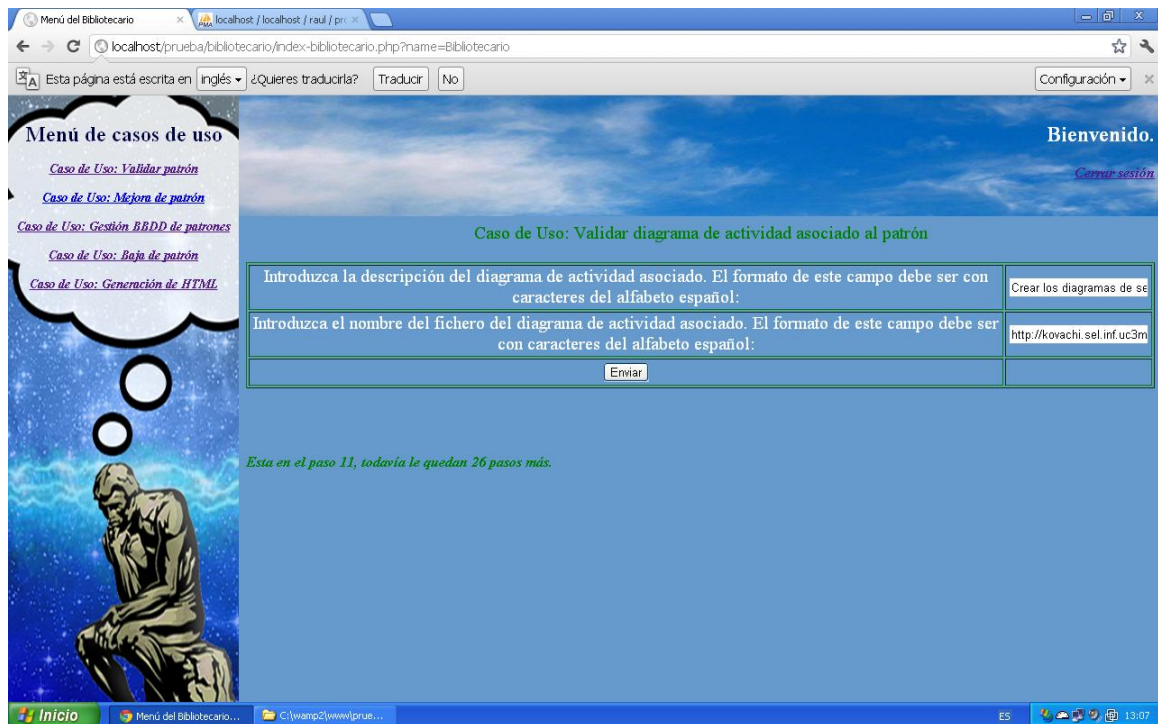 Menú del Bibliotecario
localhost / localhost / raul / pro
localhost/prueba/bibliotecario/index-bibliotecario.php?name=Bibliotecario
Esta página está escrita en inglés ¿Quieres traducirla? Traducir No Configuración
Menú de casos de uso
Caso de Uso: Validar patrón
Caso de Uso: Mejora de patrón
Caso de Uso: Gestión BBDD de patrones
Caso de Uso: Baja de patrón
Caso de Uso: Generación de HTML
Bienvenido.
Cerrar sesión
Caso de Uso: Validar diagrama de actividad asociado al patrón
Introduzca la descripción del diagrama de actividad asociado. El formato de este campo debe ser con
caracteres del alfabeto español:
Crear los diagramas de se
Introduzca el nombre del fichero del diagrama de actividad asociado. El formato de este campo debe ser
con caracteres del alfabeto español:
http://kovachi.sel.inf.uc3m
Enviar
Esta en el paso 11, todavía le quedan 26 pasos más.
Inicio
Menú del Bibliotecario...
C:\wamp2\www\prue...
ES
13:07